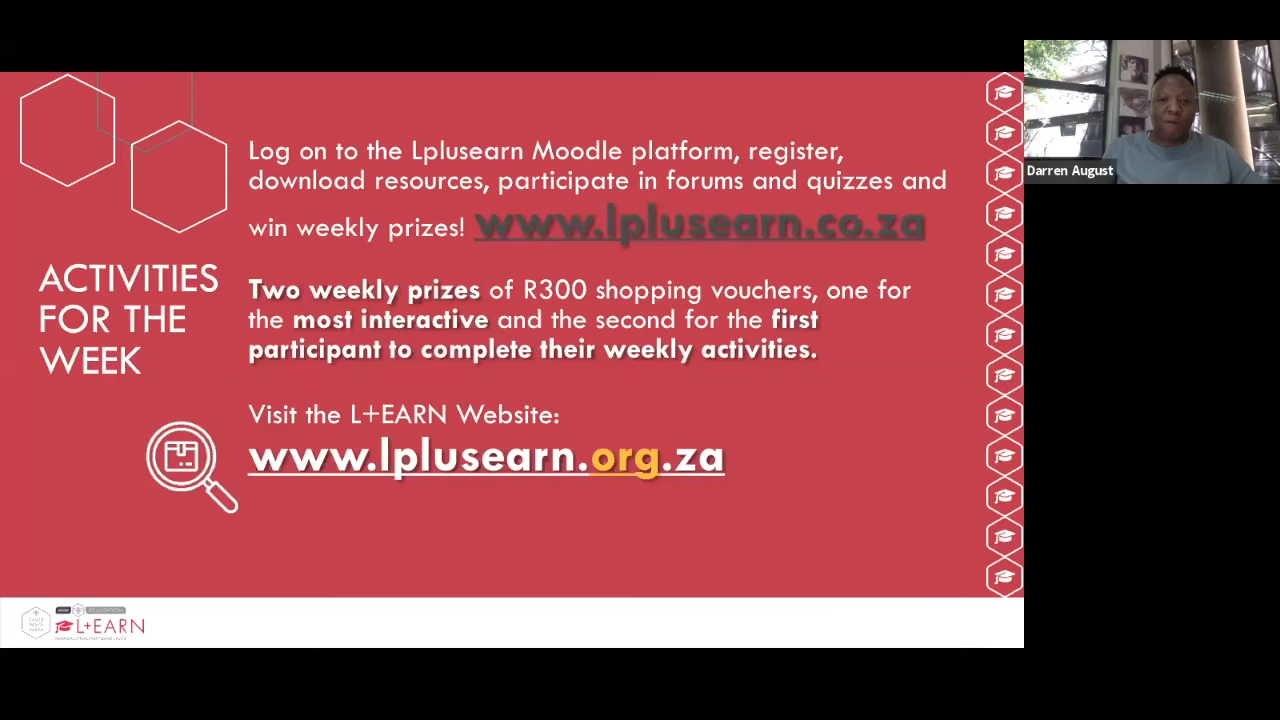 Log on to the Lplusearn Moodle platform, register,
download resources, participate in forums and quizzes and
win weekly prizes! www.lplusearn.co.za
ACTIVITIES
FOR THE
WEEK
Two weekly prizes of R300 shopping vouchers, one for
the most interactive and the second for the first
participant to complete their weekly activities.
Visit the L+EARN Website:
www.lplusearn.org.za
L+EARN
Darren August